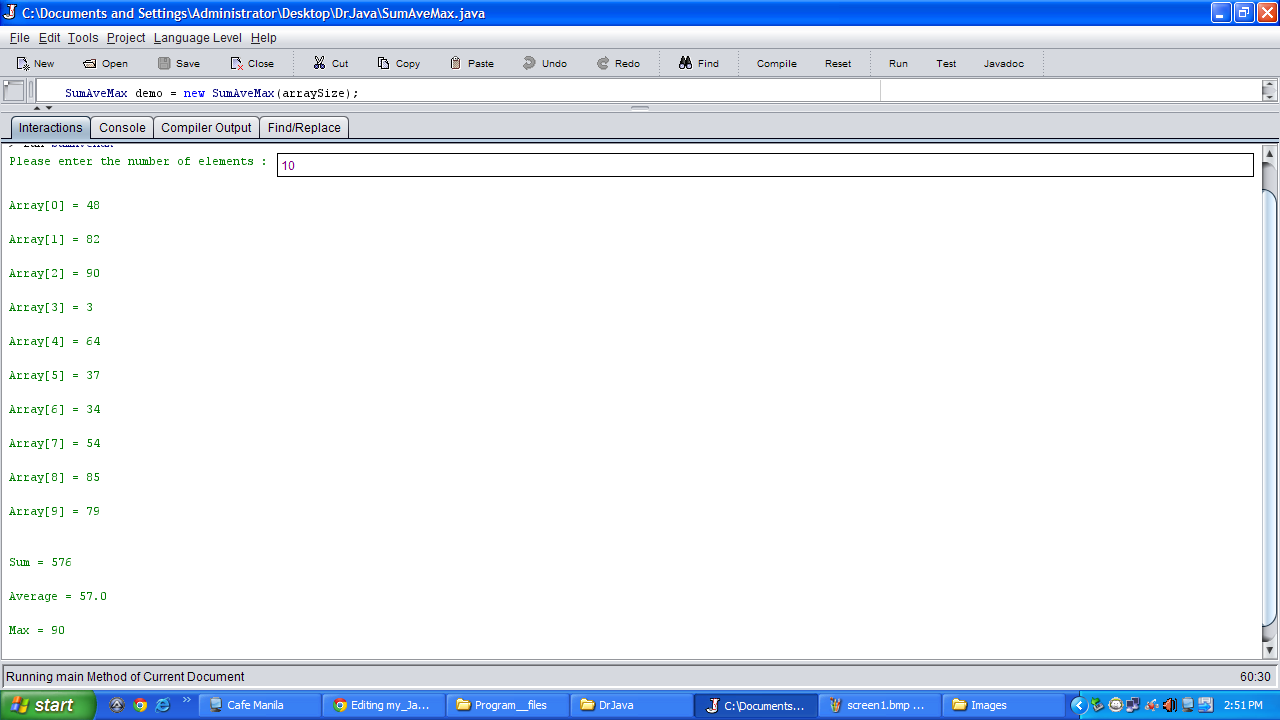 C:\Documents and Settings\Administrator\Desktop\DrJava\SumAveMax.java
File Edit Tools Project Language Level Help
New Open Save Close Cut Copy Paste Undo Redo Find Compile Reset Run Test Javadoc
SumAveMax demo = new SumAveMax(arraySize);
Interactions Console Compiler Output Find/Replace
Please enter the number of elements : 10
Array[0] = 48
Array[1] = 82
Array[2] = 90
Array[3] = 3
Array[4] = 64
Array[5] = 37
Array[6] = 34
Array[7] = 54
Array[8] = 85
Array[9] = 79
Sum = 576
Average = 57.0
Max = 90
Running main Method of Current Document 60:30
start Cafe Manila Editing my_Ja... Program__files DrJava C:\Documents... screen1.bmp ... Images 2:51 PM